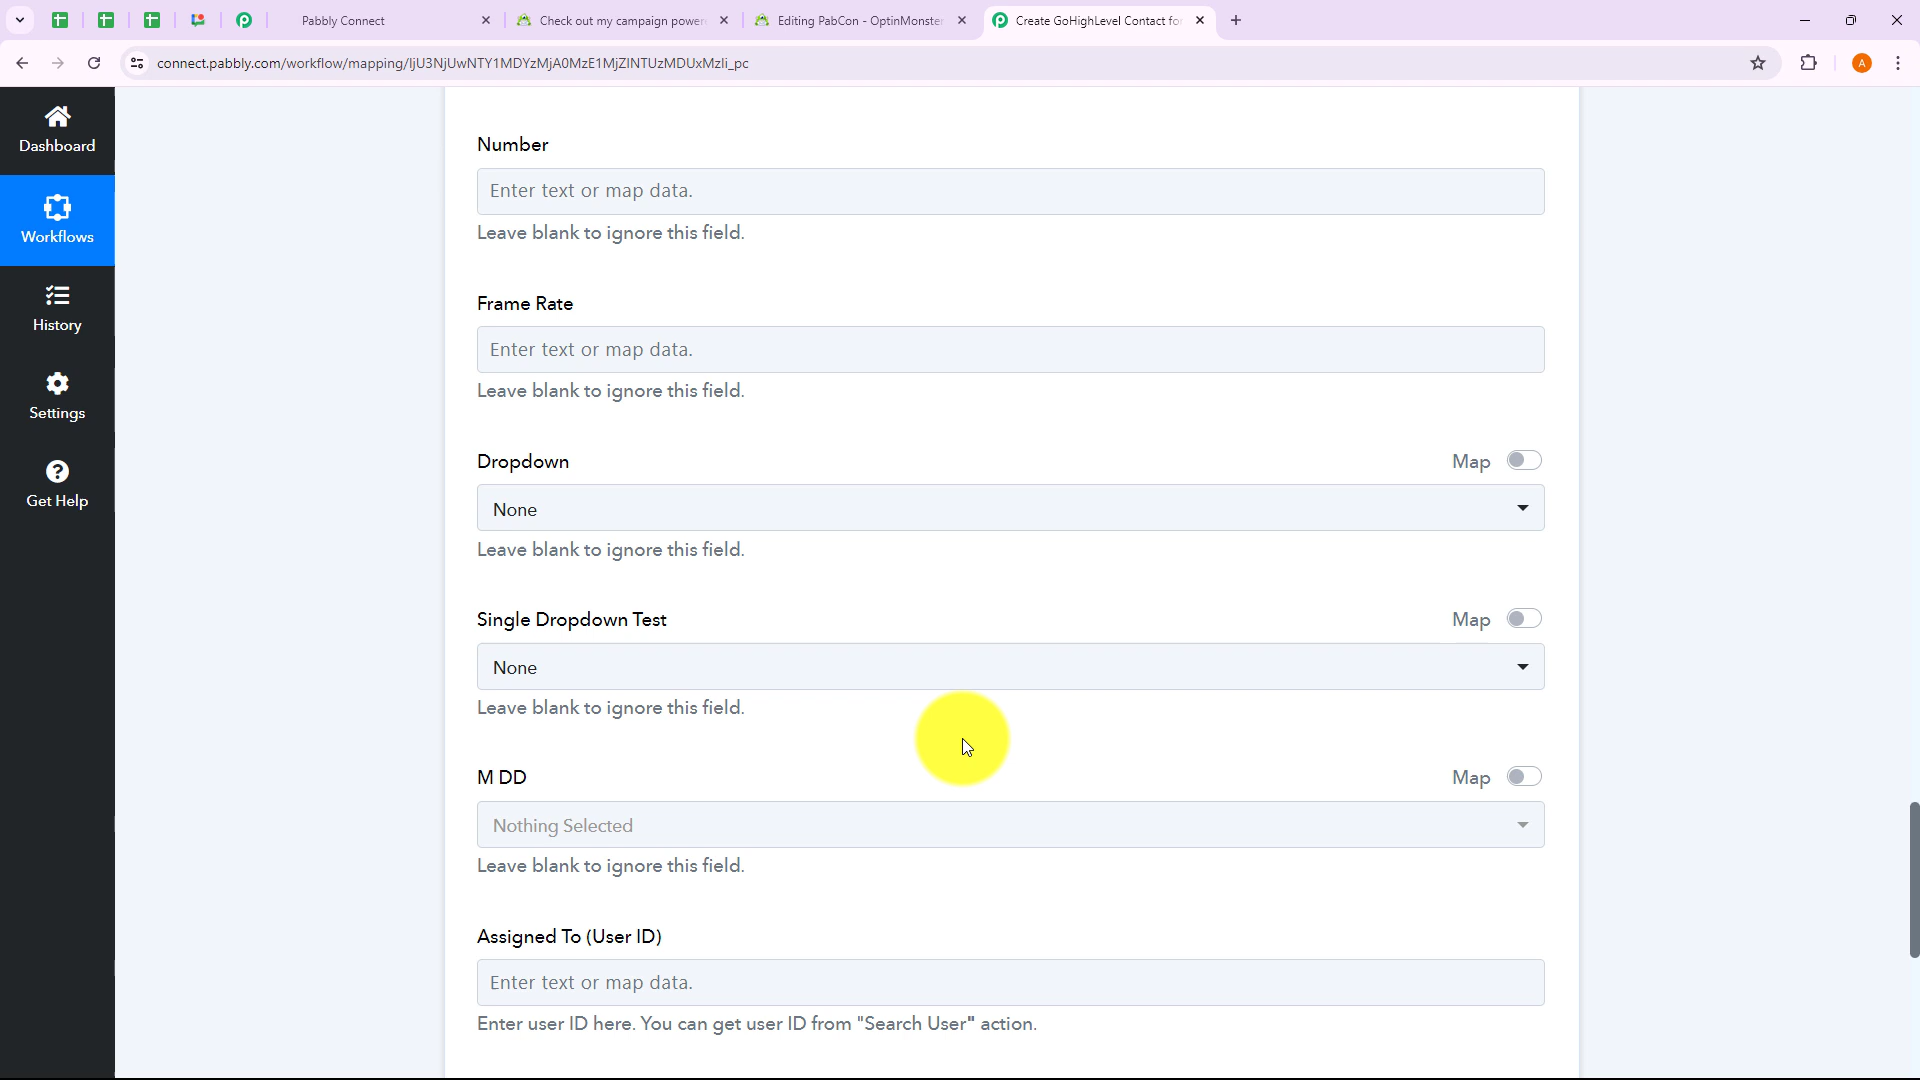 Pabbly Connect
Check out my campaign power
Editing PabCon - OptinMonster
Create GoHighLevel Contact for
connect.pabbly.com/workflow/mapping/IjU3NjUwNTY1MDYzMjA0MzE1MjZlNTUzMDUxMzIi_pc
A
Dashboard
Workflows
History
Settings
Get Help
Number
Enter text or map data.
Leave blank to ignore this field.
Frame Rate
Enter text or map data.
Leave blank to ignore this field.
Dropdown
Map
None
Leave blank to ignore this field.
Single Dropdown Test
Map
None
Leave blank to ignore this field.
M DD
Map
Nothing Selected
Leave blank to ignore this field.
Assigned To (User ID)
Enter text or map data.
Enter user ID here. You can get user ID from "Search User" action.